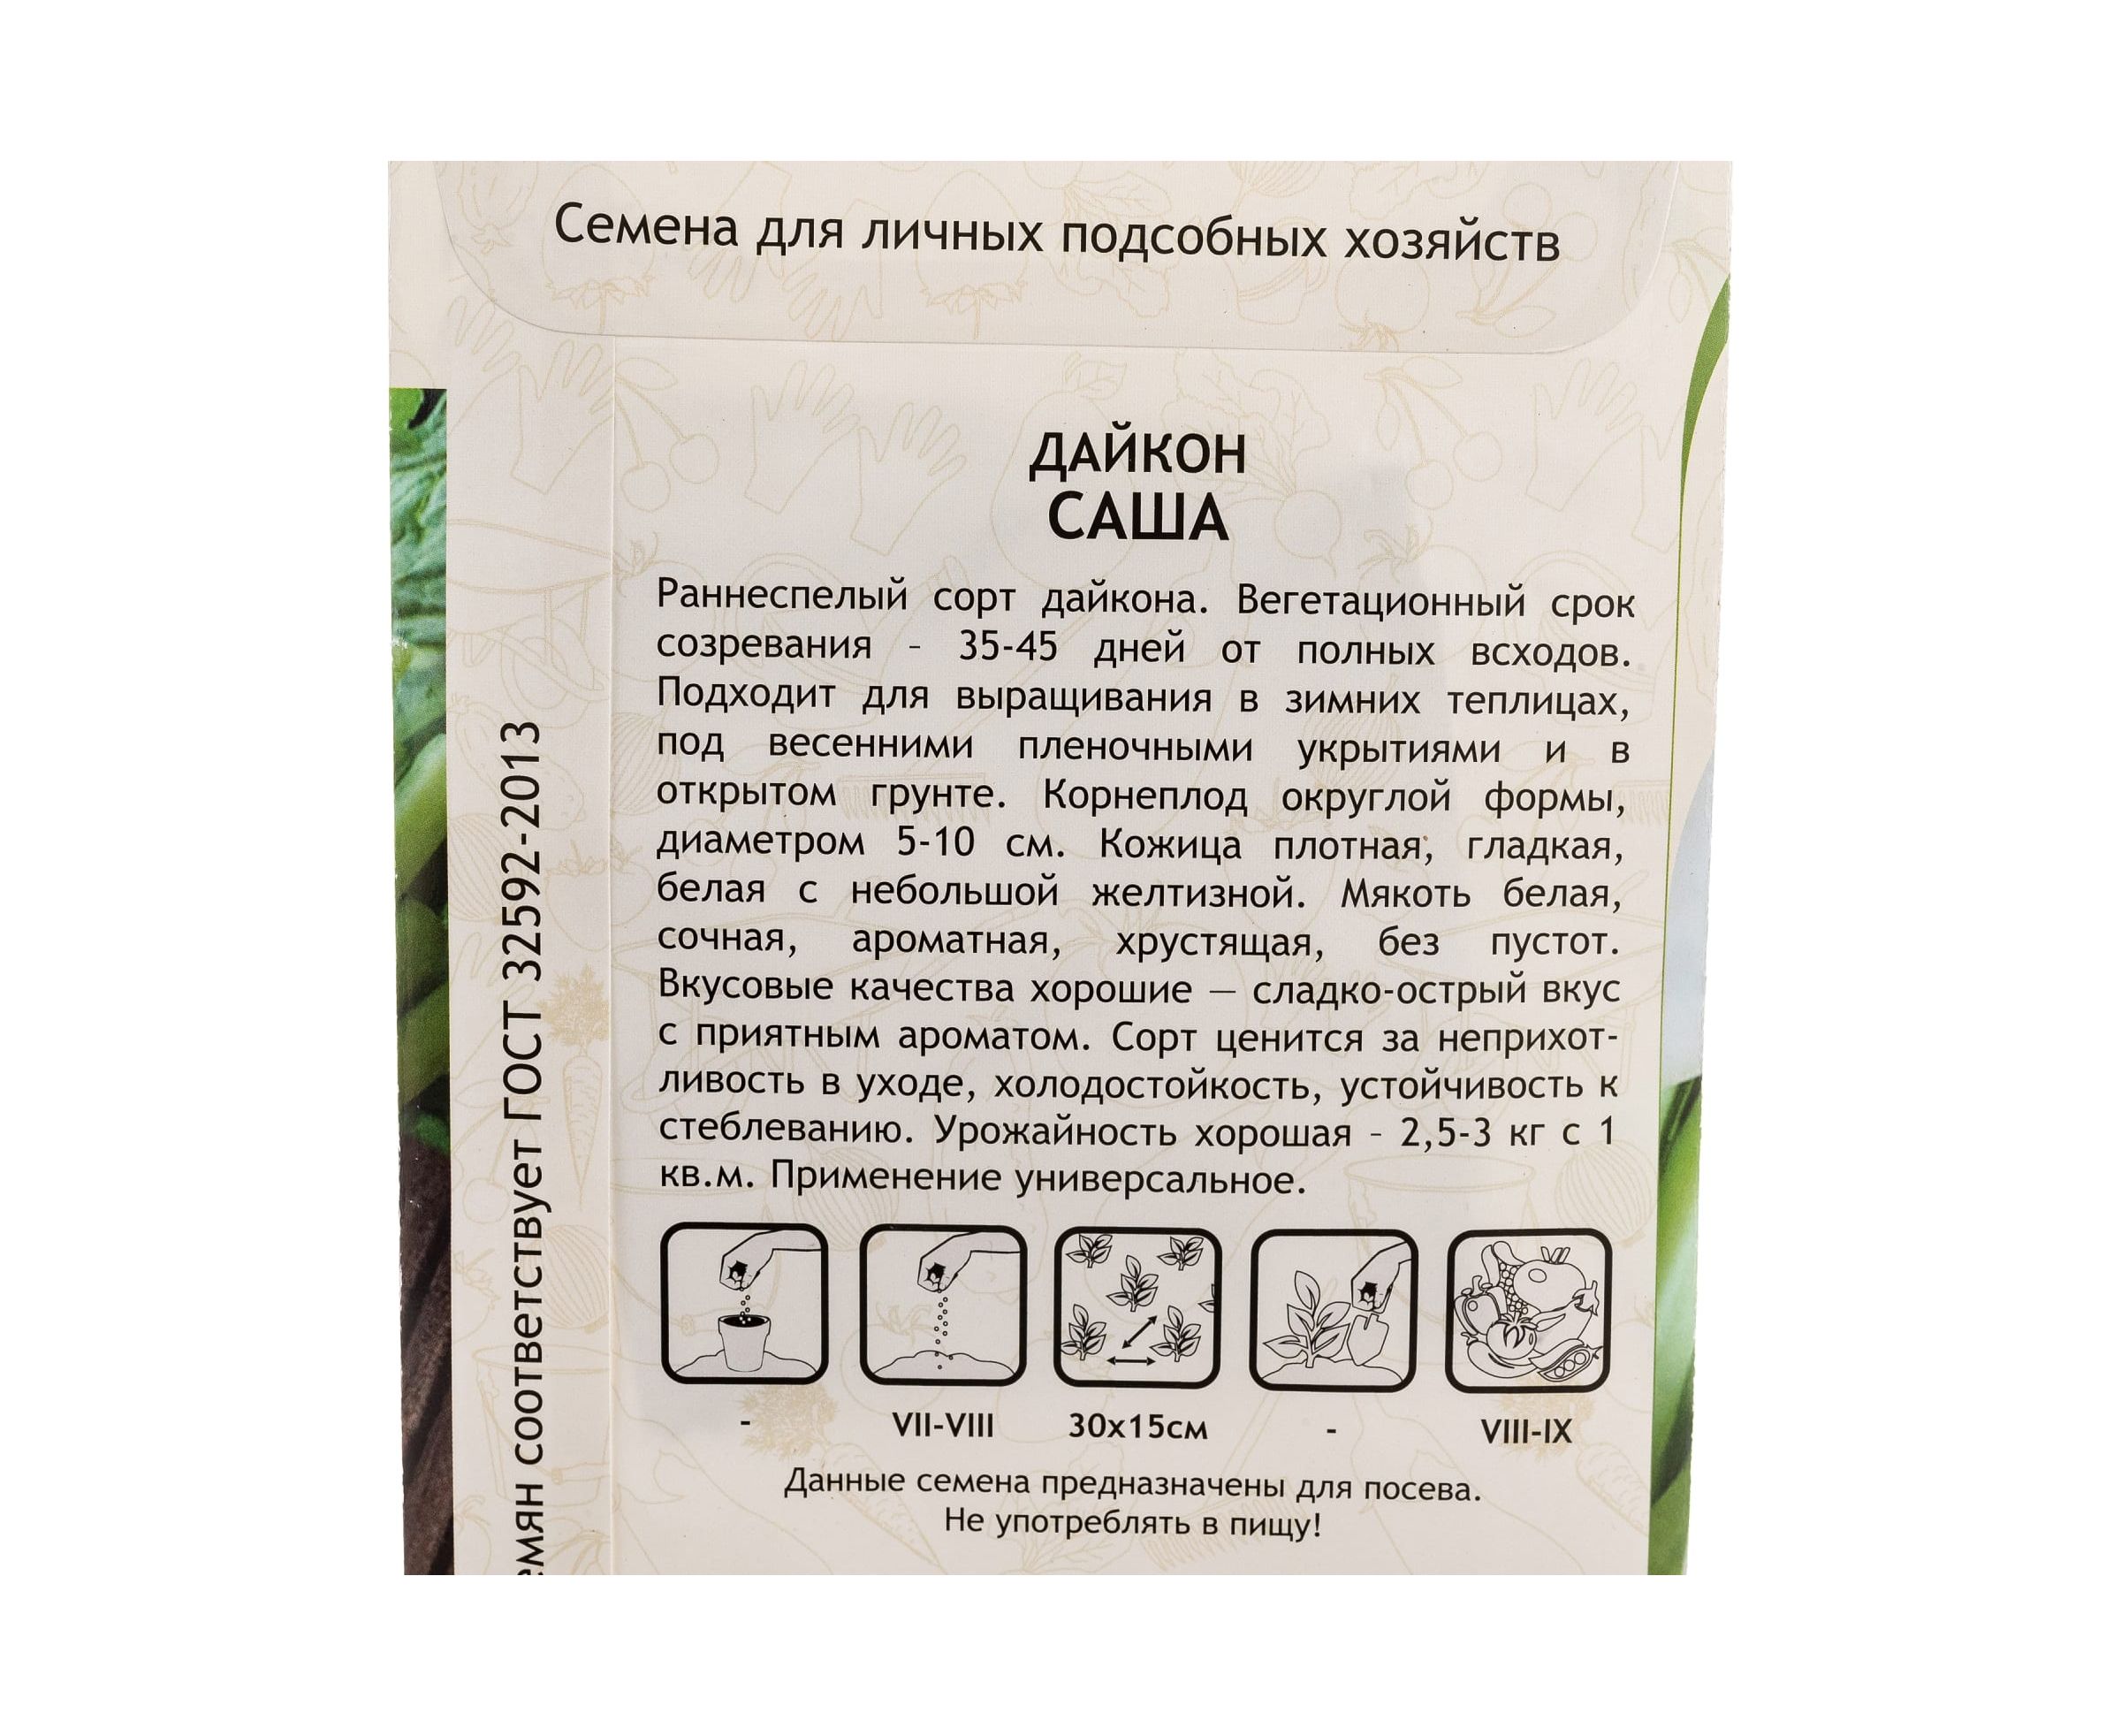 Семена для личных подсобных хозяйств
ДАЙКОН
САША
Раннеспелый сорт дайкона. Вегетационный срок
созревания - 35-45 дней от полных всходов.
Подходит для выращивания в зимних теплицах,
под весенними пленочными укрытиями и в
открытом грунте. Корнеплод округлой формы,
диаметром 5-10 см. Кожица плотная, гладкая,
белая с небольшой желтизной. Мякоть белая,
сочная, ароматная, хрустящая, без пустот.
Вкусовые качества хорошие — сладко-острый вкус
с приятным ароматом. Сорт ценится за неприхот-
ливость в уходе, холодостойкость, устойчивость к
стеблеванию. Урожайность хорошая - 2,5-3 кг с 1
кв.м. Применение универсальное.
- VII-VIII 30х15см - VIII-IX
Данные семена предназначены для посева.
Не употреблять в пищу!
соответствует ГОСТ 32592-2013